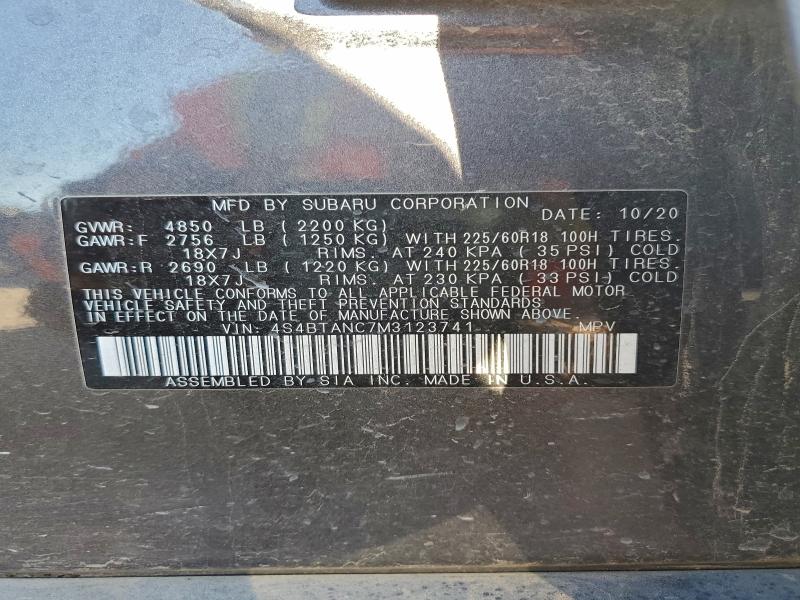 MFD BY SUBARU CORPORATION
DATE: 10/20
GVWR: 4850 LB ( 2200 KG)
GAWR:F 2756 LB ( 1250 KG) WITH 225/60R18 100H TIRES.
18X7J RIMS. AT 240 KPA ( 35 PSI) COLD
GAWR:R 2690 LB ( 1220 KG) WITH 225/60R18 100H TIRES.
18X7J RIMS. AT 230 KPA ( 33 PSI) COLD
THIS VEHICLE CONFORMS TO ALL APPLICABLE FEDERAL MOTOR
VEHICLE SAFETY AND THEFT PREVENTION STANDARDS
IN EFFECT ON THE DATE OF MANUFACTURE SHOWN ABOVE.
VIN: 4S4BTANC7M3123741 MPV
ASSEMBLED BY SIA INC. MADE IN U.S.A.